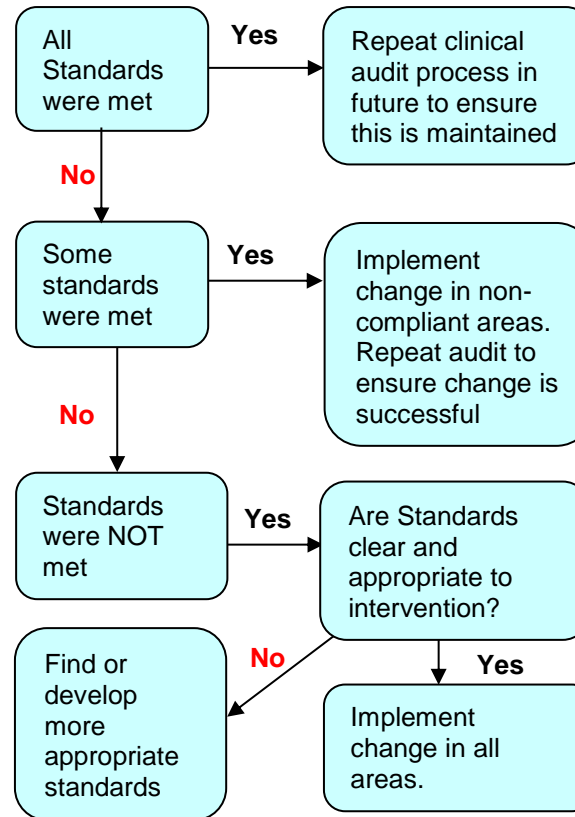 All
Standards
were met
Yes
Repeat clinical
audit process in
future to ensure
this is maintained
No
Some
standards
were met
Yes
Implement
change in non-
compliant areas.
Repeat audit to
ensure change is
successful
No
Standards
were NOT
met
Yes
Are Standards
clear and
appropriate to
intervention?
No
Yes
Find or
develop
more
appropriate
standards
Implement
change in all
areas.